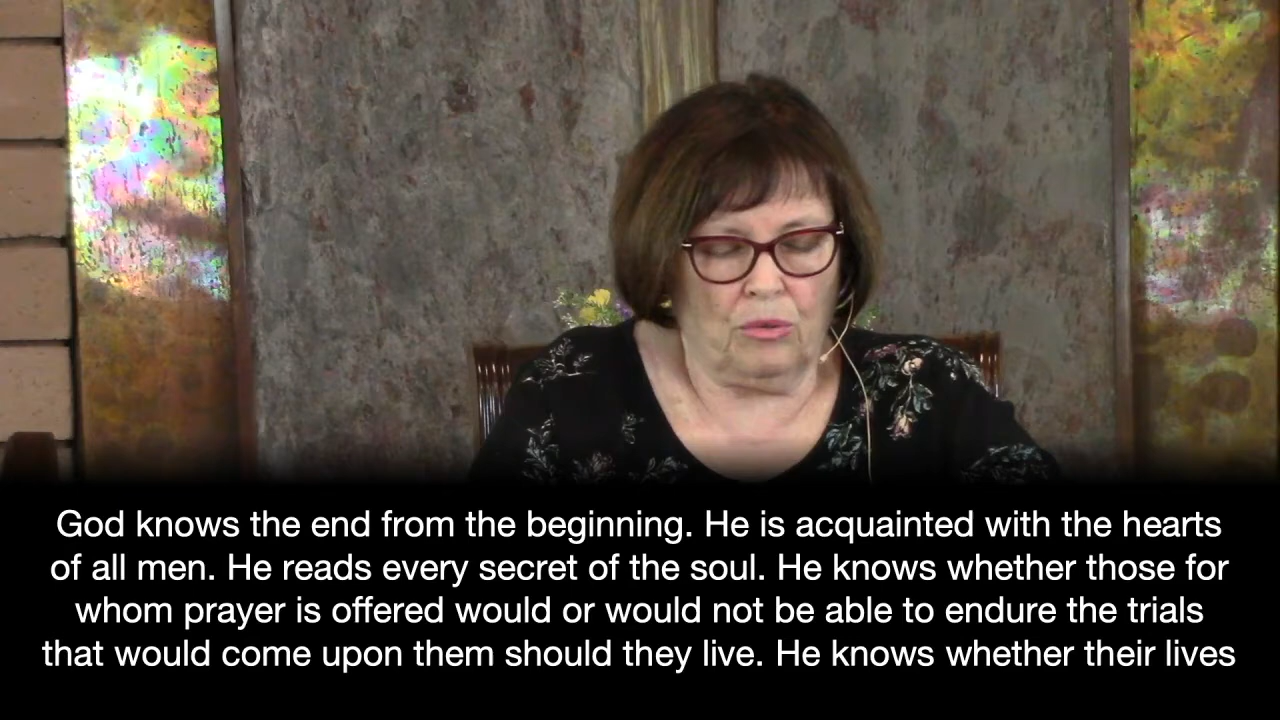 God knows the end from the beginning. He is acquainted with the hearts
of all men. He reads every secret of the soul. He knows whether those for
whom prayer is offered would or would not be able to endure the trials
that would come upon them should they live. He knows whether their lives